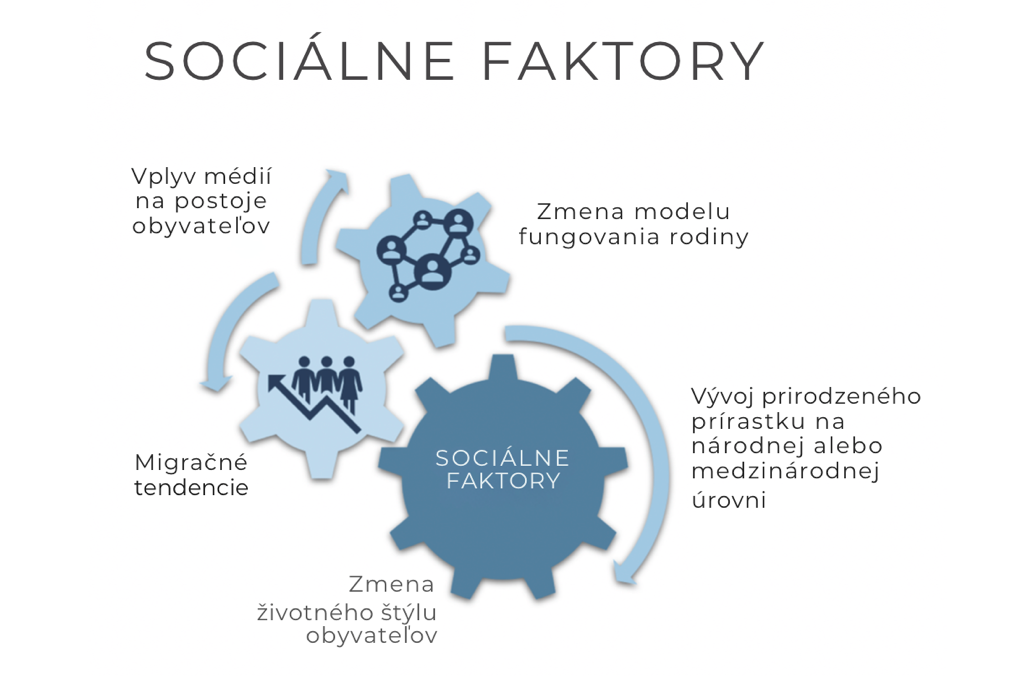 SOCIÁLNE FAKTORY
Vplyv médií
na postoje
obyvateľov
Zmena modelu
fungovania rodiny
Vývoj prirodzeného
prírastku na
národnej alebo
medzinárodnej
úrovni
Migračné
tendencie
SOCIÁLNE
FAKTORY
Zmena
životného štýlu
obyvateľov